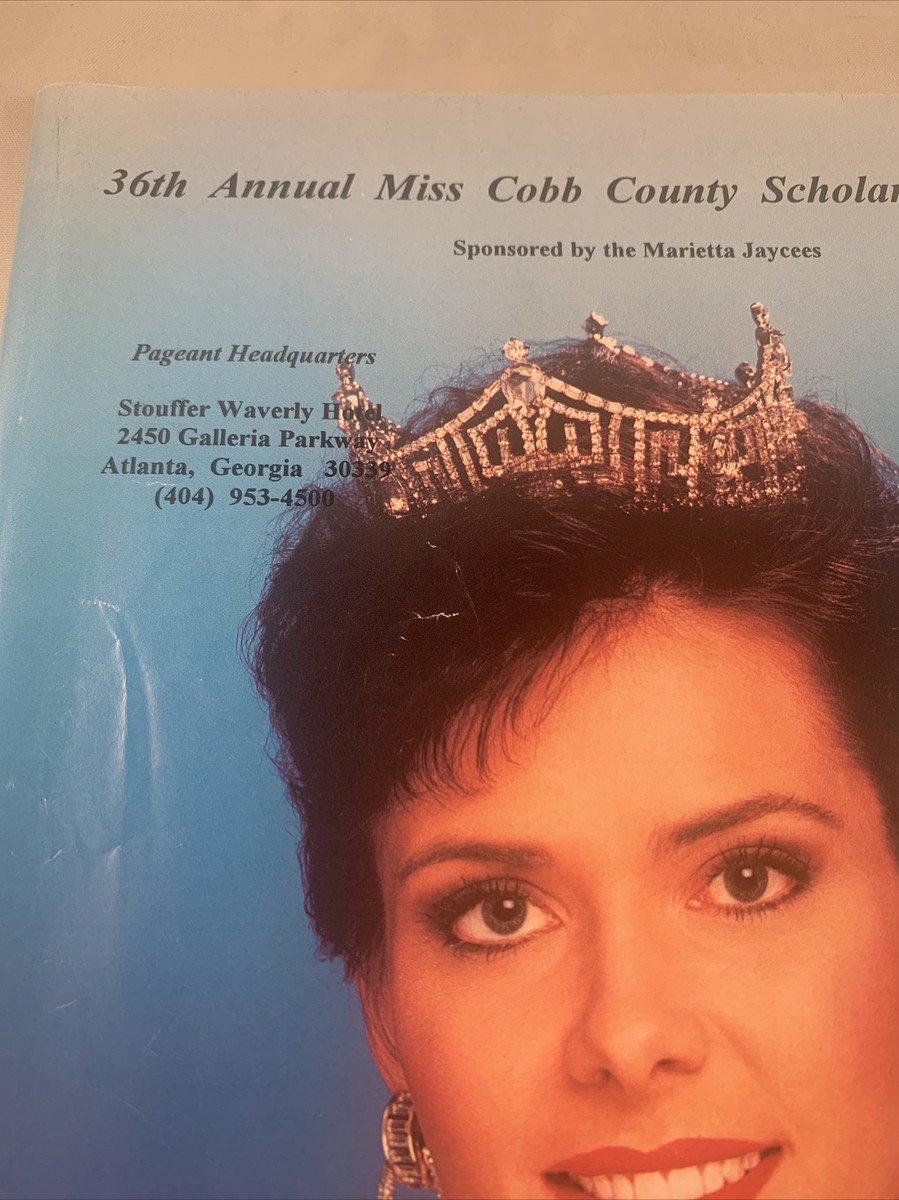 36th Annual Miss Cobb County Scholar
Sponsored by the Marietta Jaycees
Pageant Headquarters
Stouffer Waverly Hotel
2450 Galleria Parkway
Atlanta, Georgia 30339
(404) 953-4500